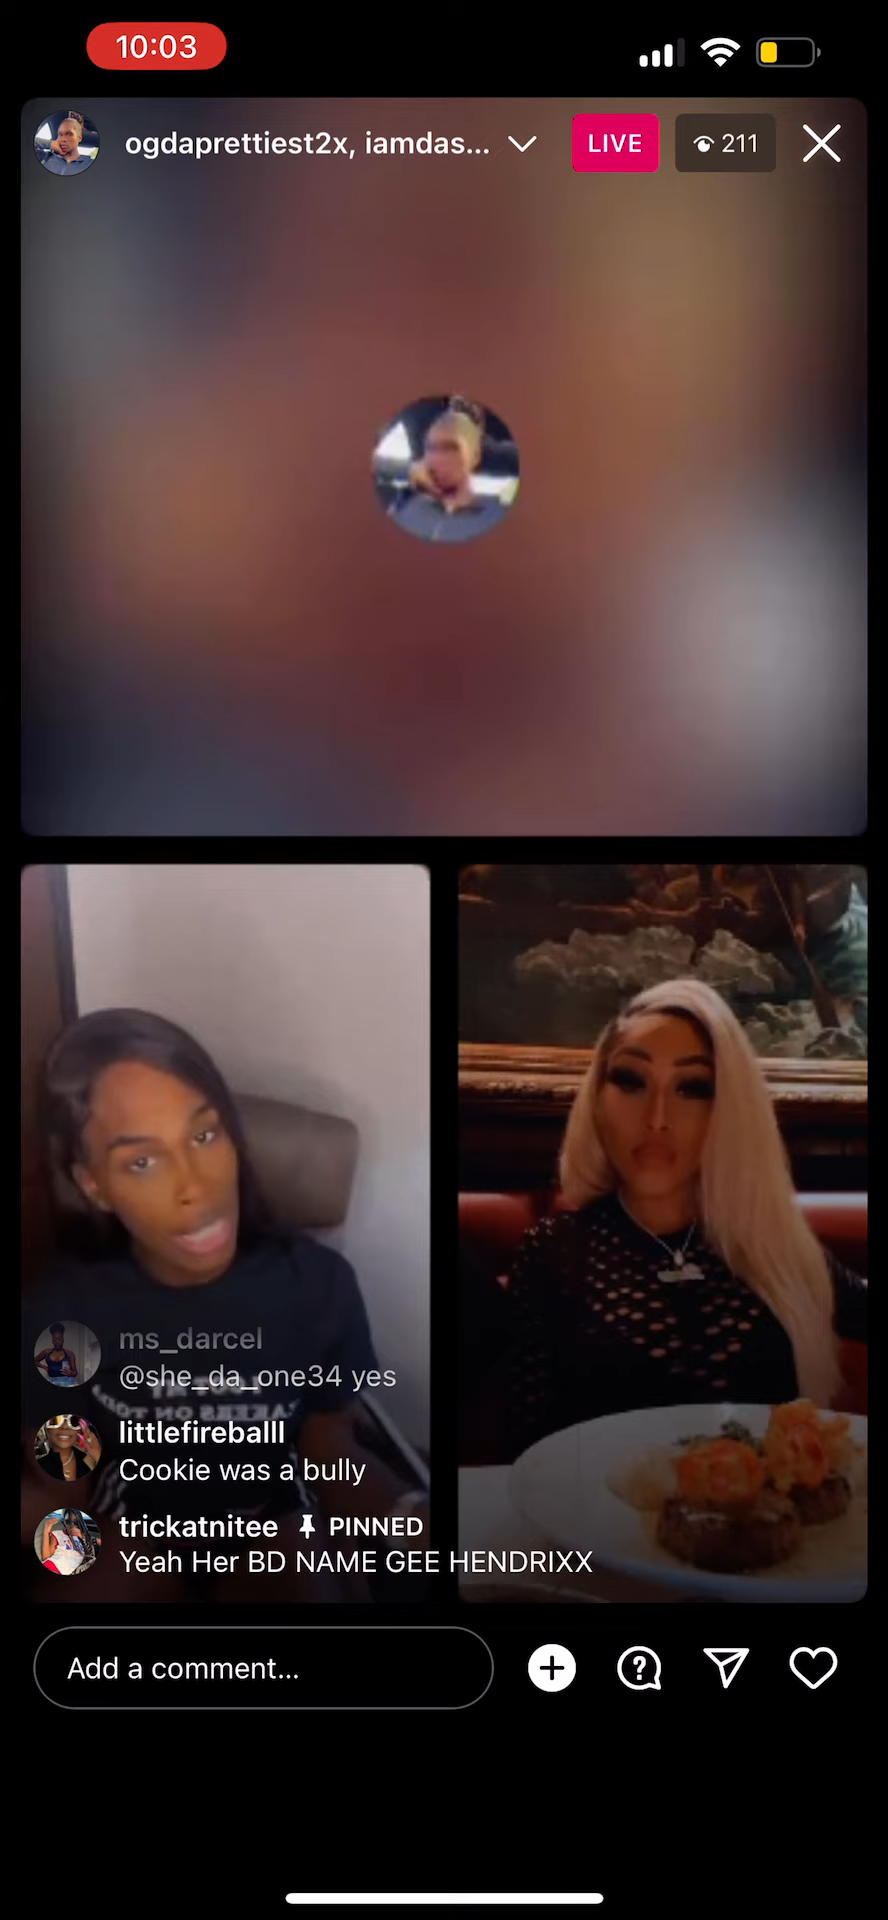 10:03
ogdaprettiest2x, iamdas...
LIVE
211
ms_darcel
@she_da_one34 yes
littlefireballl
Cookie was a bully
trickatnitee PINNED
Yeah Her BD NAME GEE HENDRIXX
Add a comment...